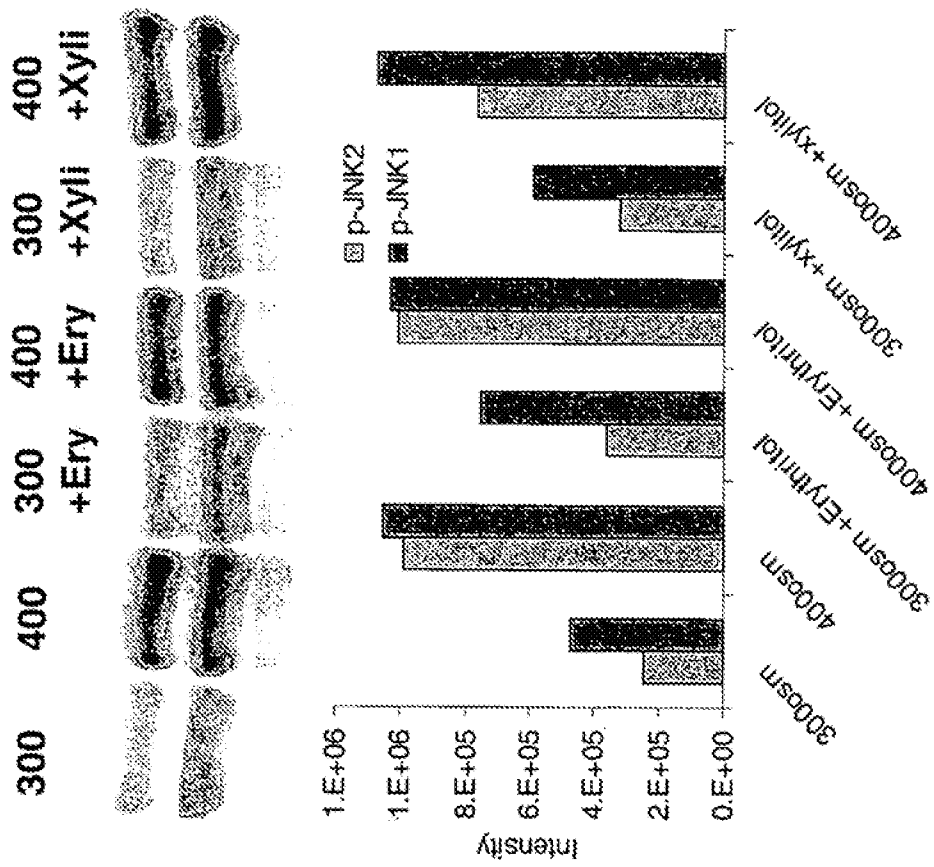 300 400 300 400 300 400
+Ery +Ery +Xyli +Xyli
p-JNK2
p-JNK1
1.E+06
1.E+06
8.E+05
6.E+05
4.E+05
2.E+05
0.E+00
Intensity
300osm
400osm
300osm + Erythritol
400osm + Erythritol
300osm + xylitol
400osm + xylitol